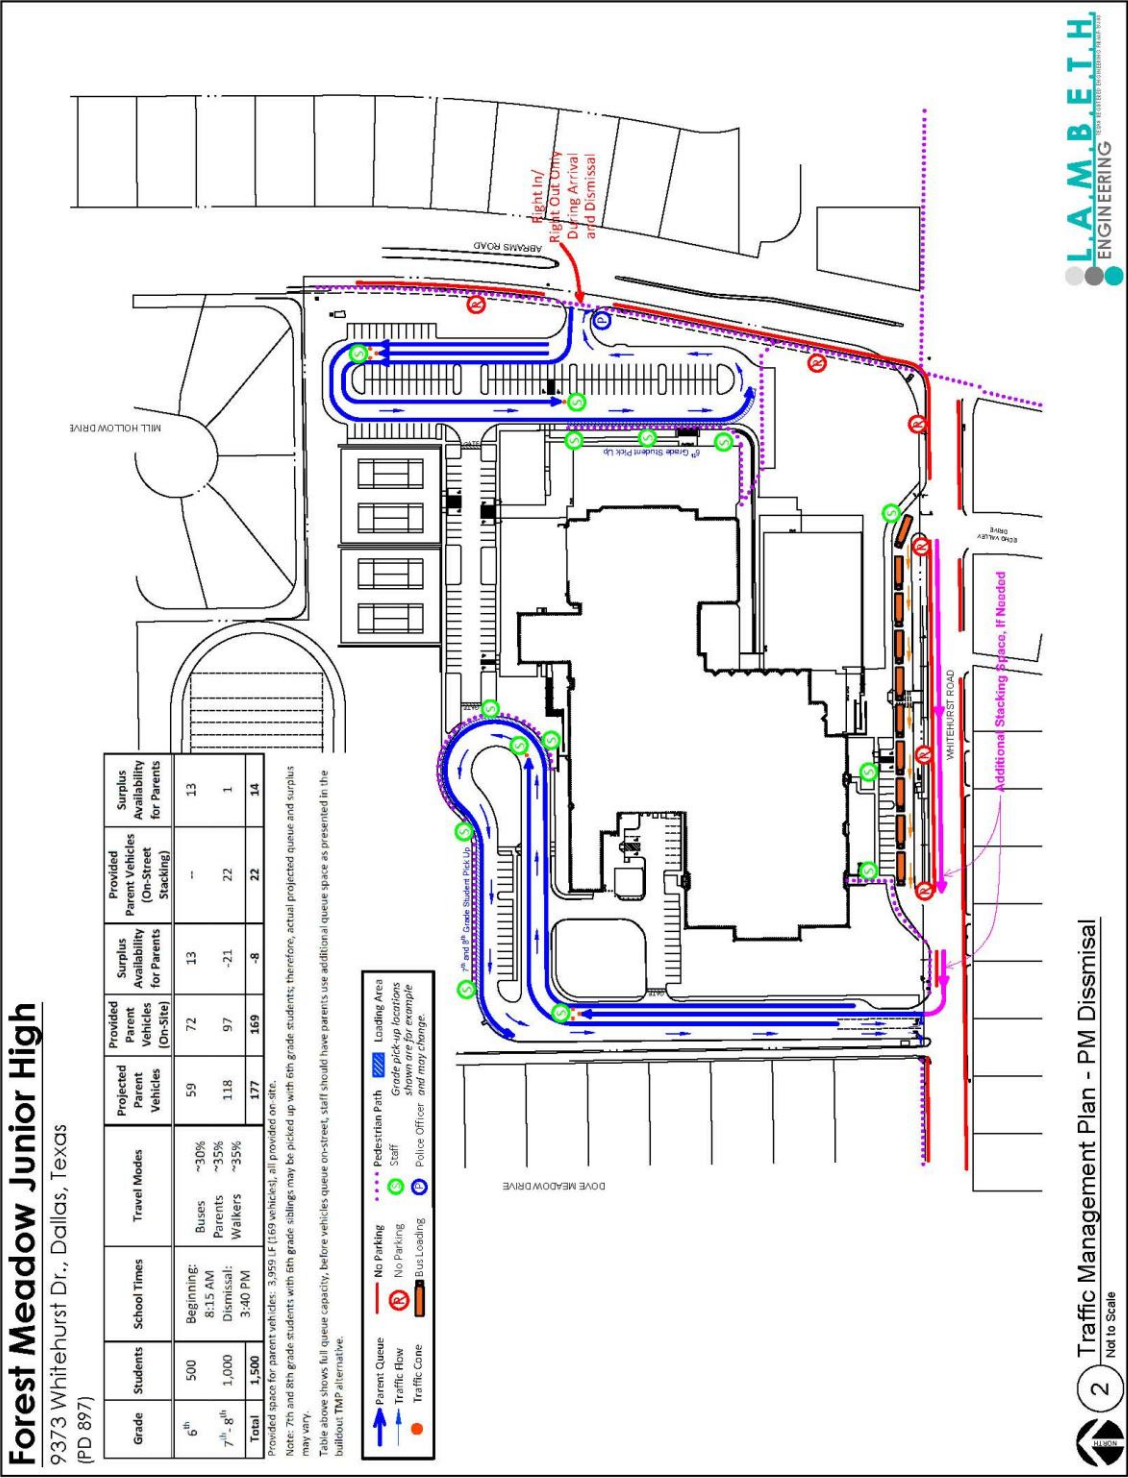 Forest Meadow Junior High
9373 Whitehurst Dr., Dallas, Texas
(PD 897)
Grade Students School Times Travel Modes Projected Parent Vehicles Provided Parent Vehicles (On-Site) Surplus Availability for Parents Provided Parent Vehicles (On-Street Stacking) Surplus Availability for Parents
6th 500 59 72 13 -- 13
7th - 8th 1,000 118 97 -21 22 1
Beginning: 8:15 AM
Dismissal: 3:40 PM
Buses ~30%
Parents ~35%
Walkers ~35%
Total 1,500 177 169 -8 22 14
Provided space for parent vehicles: 3,959 LF (169 vehicles), all provided on-site.
Note: 7th and 8th grade students with 6th grade siblings may be picked up with 6th grade students; therefore, actual projected queue and surplus
may vary.
Table above shows full queue capacity, before vehicles queue on-street, staff should have parents use additional queue space as presented in the
buildout TMP alternative.
Parent Queue
Traffic Flow
Traffic Cone
No Parking
R No Parking
Bus Loading
Pedestrian Path
S Staff
P Police Officer
Loading Area
Grade pick-up locations
shown are for example
and may change.
MILL HOLLOW DRIVE
ABRAMS ROAD
Right In/
Right Out Only
During Arrival
and Dismissal
6th Grade Student Pick Up
7th and 8th Grade Student Pick Up
GATE
GATE
GATE
DOVE MEADOW DRIVE
ECHO VALLEY
DRIVE
WHITEHURST ROAD
Additional Stacking Space, If Needed
NORTH
2
Traffic Management Plan - PM Dissmisal
Not to Scale
L.A.M.B.E.T.H.
ENGINEERING